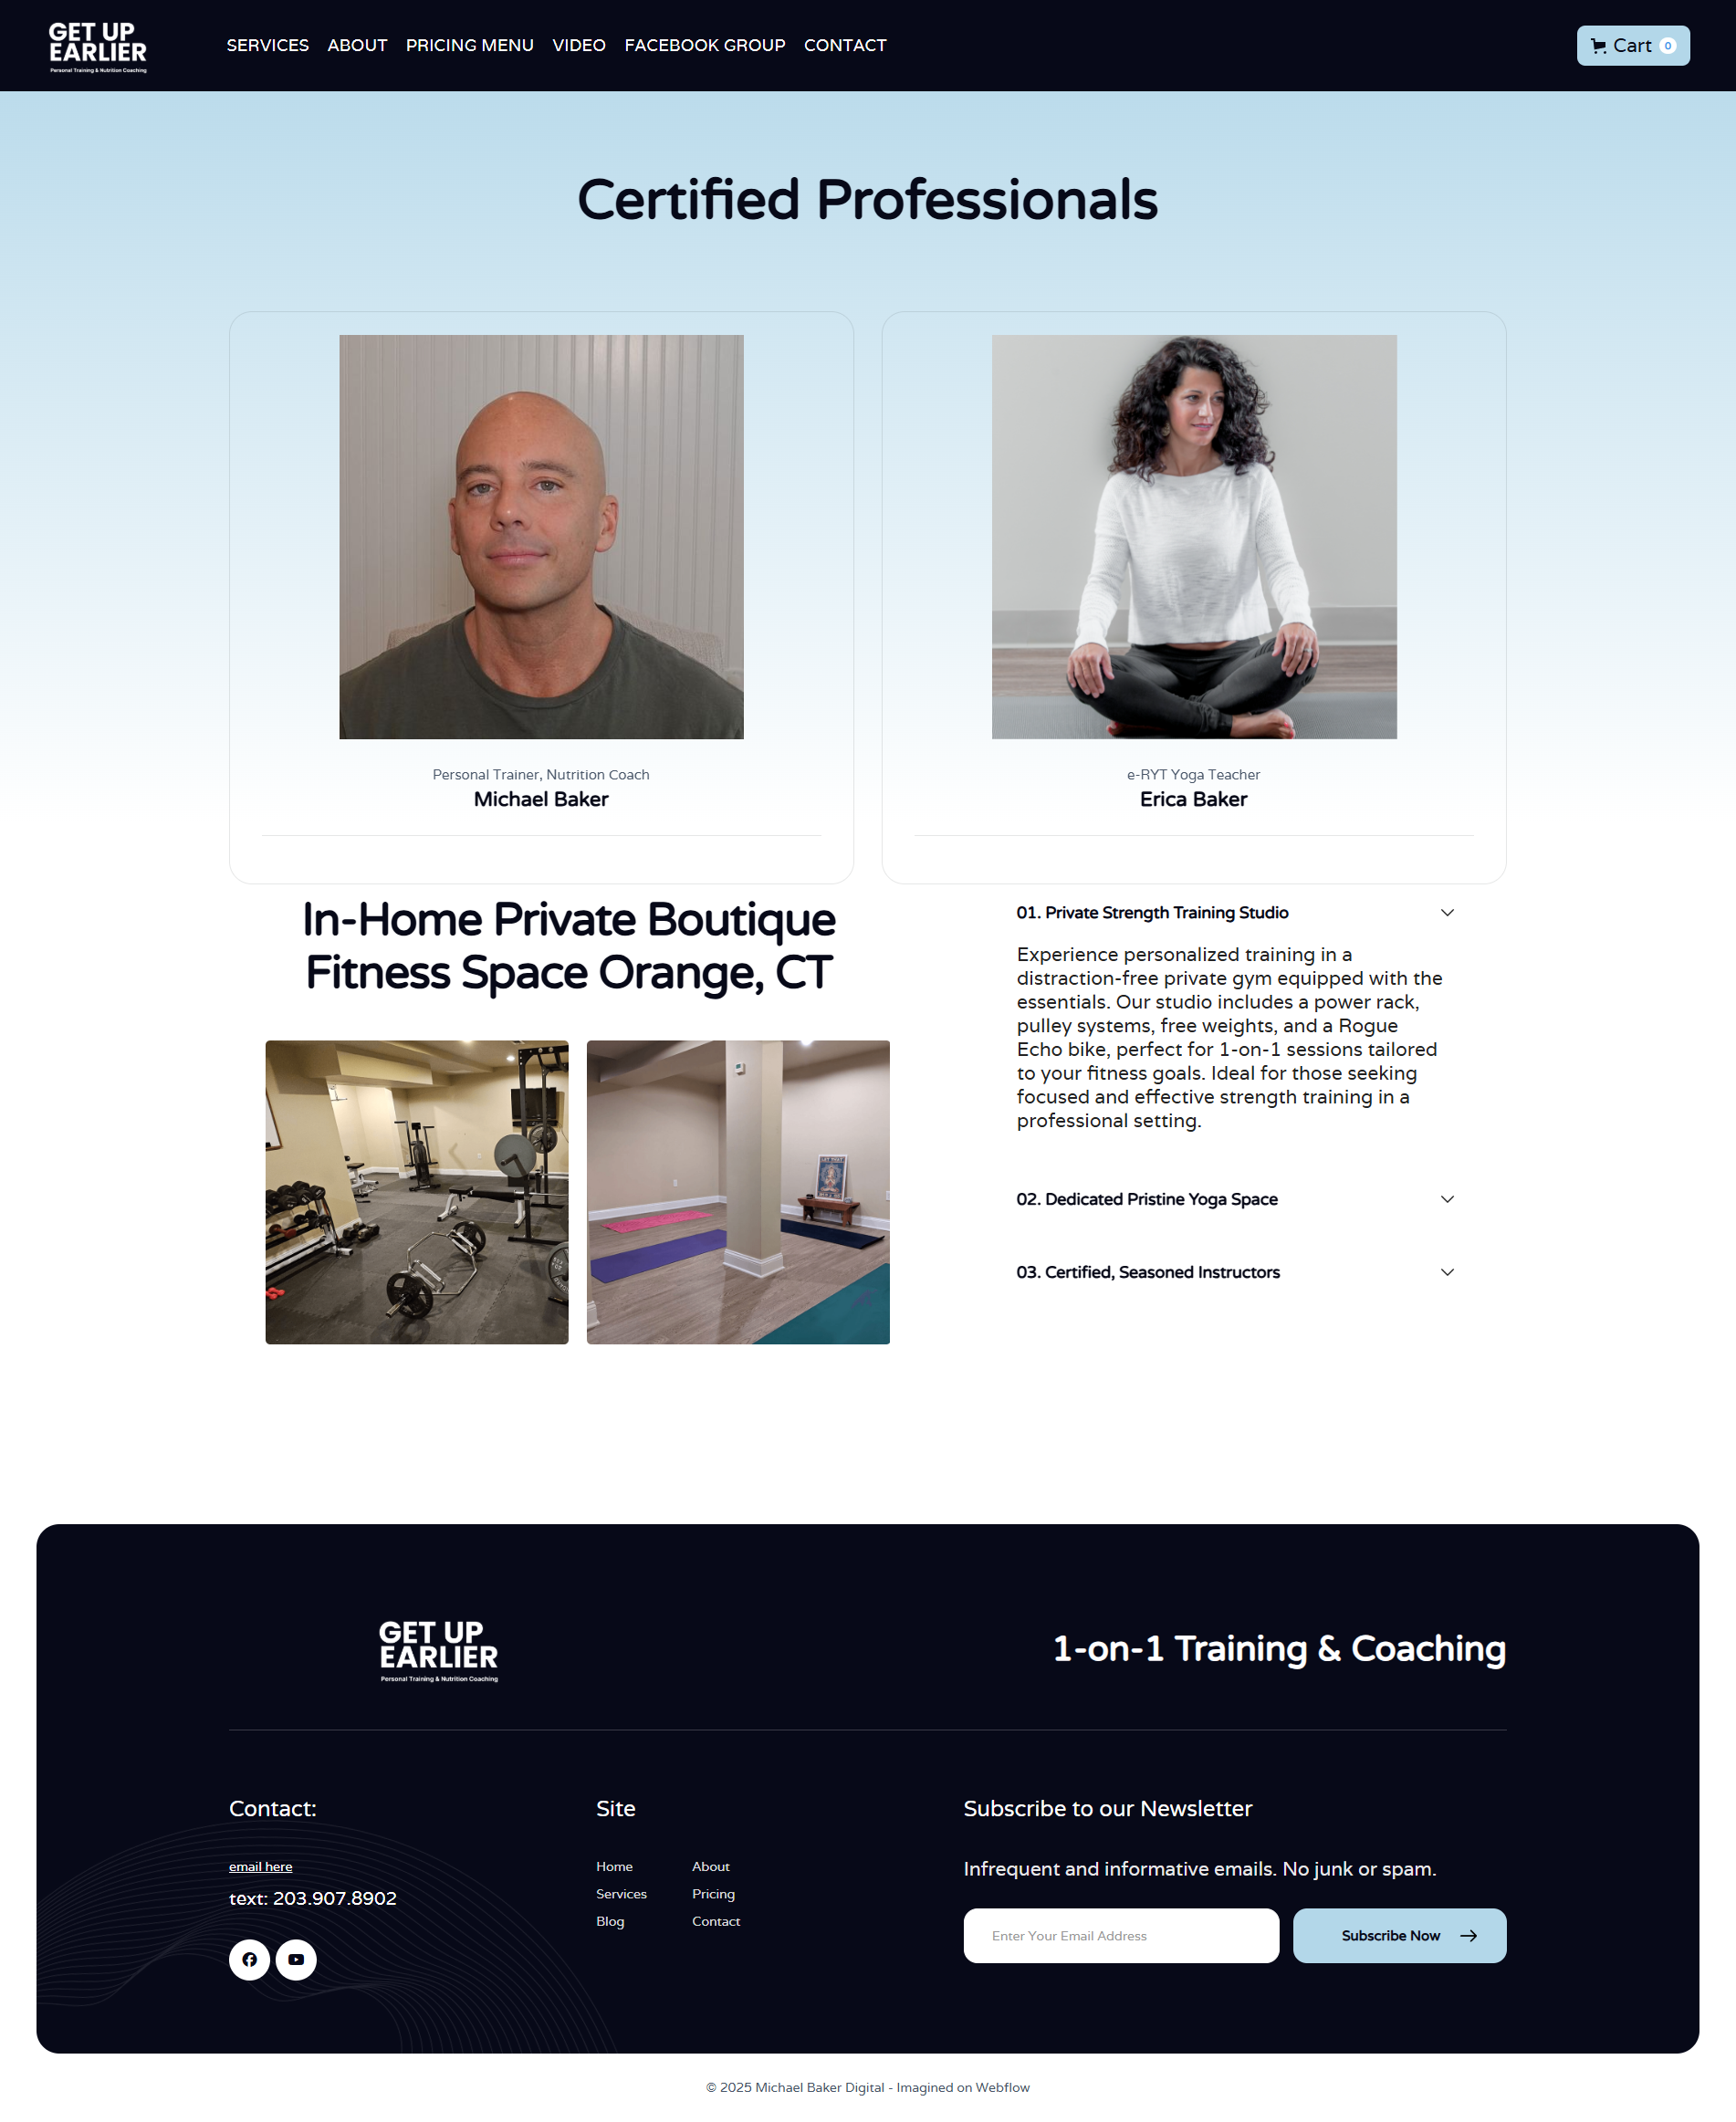 GET UP
EARLIER
Personal Training & Nutrition Coaching
SERVICES ABOUT PRICING MENU VIDEO FACEBOOK GROUP CONTACT
Cart 0
Certified Professionals
Personal Trainer, Nutrition Coach
Michael Baker
e-RYT Yoga Teacher
Erica Baker
In-Home Private Boutique
Fitness Space Orange, CT
LET THAT
01. Private Strength Training Studio
Experience personalized training in a
distraction-free private gym equipped with the
essentials. Our studio includes a power rack,
pulley systems, free weights, and a Rogue
Echo bike, perfect for 1-on-1 sessions tailored
to your fitness goals. Ideal for those seeking
focused and effective strength training in a
professional setting.
02. Dedicated Pristine Yoga Space
03. Certified, Seasoned Instructors
GET UP
EARLIER
Personal Training & Nutrition Coaching
1-on-1 Training & Coaching
Contact:
email here
text: 203.907.8902
Site
Home
Services
Blog
About
Pricing
Contact
Subscribe to our Newsletter
Infrequent and informative emails. No junk or spam.
Enter Your Email Address
Subscribe Now
© 2025 Michael Baker Digital - Imagined on Webflow